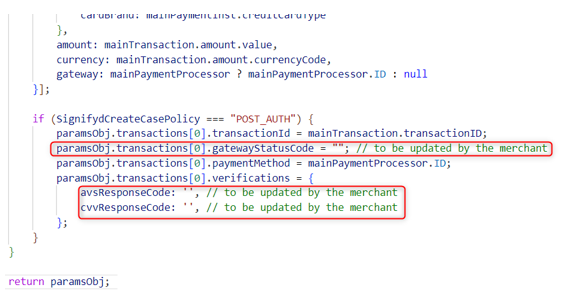 cardBrand: mainPaymentInst.creditCardType
},
amount: mainTransaction.amount.value,
currency: mainTransaction.amount.currencyCode,
gateway: mainPaymentProcessor ? mainPaymentProcessor.ID : null
}];
if (SignifydCreateCasePolicy === "POST_AUTH") {
paramsObj.transactions[0].transactionId = mainTransaction.transactionID;
paramsObj.transactions[0].gatewayStatusCode = ""; // to be updated by the merchant
paramsObj.transactions[0].paymentMethod = mainPaymentProcessor.ID;
paramsObj.transactions[0].verifications = {
avsResponseCode: '', // to be updated by the merchant
cvvResponseCode: '', // to be updated by the merchant
};
}
}
return paramsObj;